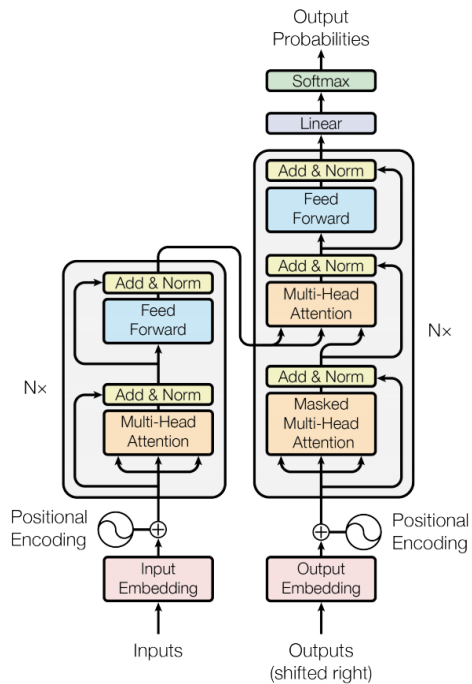 Output
Probabilities
Softmax
Linear
Add & Norm
Feed
Forward
Add & Norm
Multi-Head
Attention
Nx
Add & Norm
Masked
Multi-Head
Attention
Add & Norm
Feed
Forward
Nx
Add & Norm
Multi-Head
Attention
Positional
Encoding
Positional
Encoding
Input
Embedding
Output
Embedding
Inputs
Outputs
(shifted right)